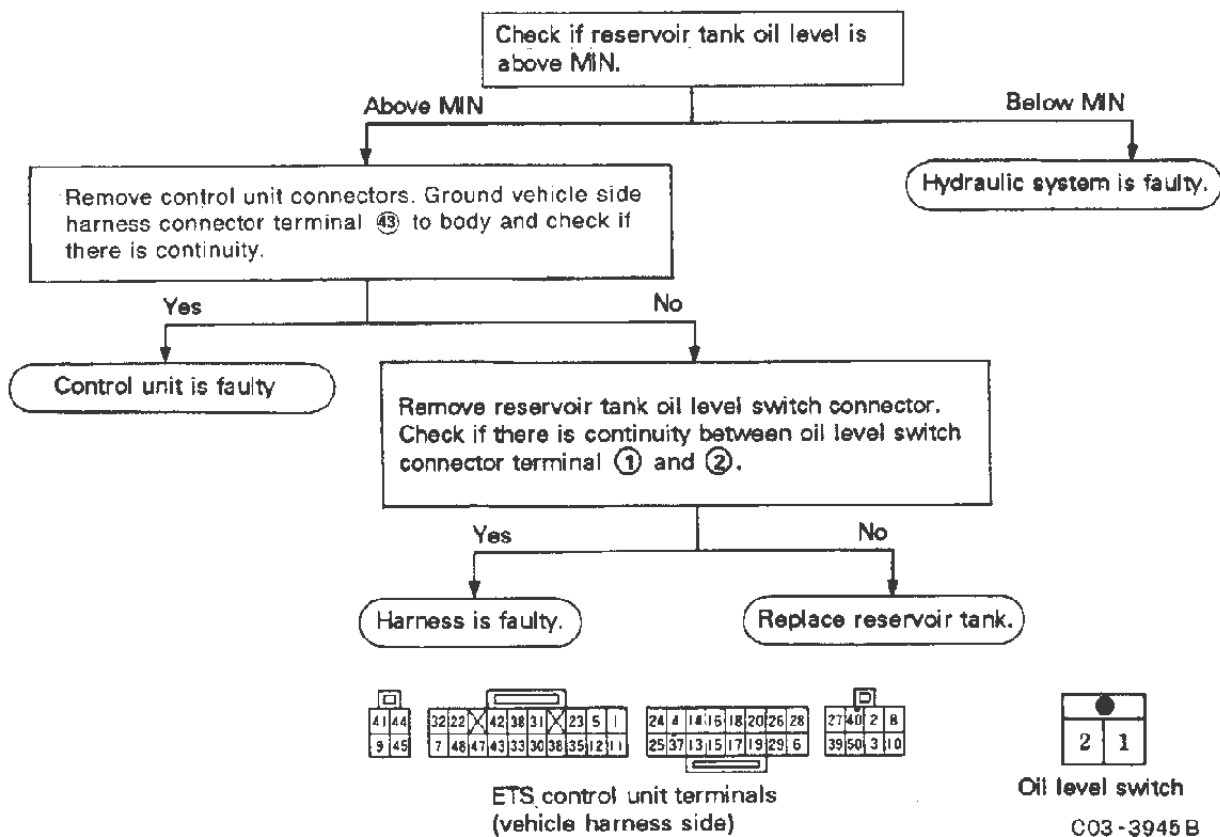 Check if reservoir tank oil level is
above MIN.
Above MIN
Below MIN
Remove control unit connectors. Ground vehicle side
harness connector terminal ㊸ to body and check if
there is continuity.
Hydraulic system is faulty.
Yes
No
Control unit is faulty
Remove reservoir tank oil level switch connector.
Check if there is continuity between oil level switch
connector terminal ① and ②.
Yes
No
Harness is faulty.
Replace reservoir tank.
41 44
9 45
32 22 42 38 31 23 5 1
7 48 47 43 33 30 38 35 12 11
24 4 14 16 18 20 26 28
25 37 13 15 17 19 29 6
27 40 2 8
39 50 3 10
2 1
ETS control unit terminals
(vehicle harness side)
Oil level switch
C03-3945B